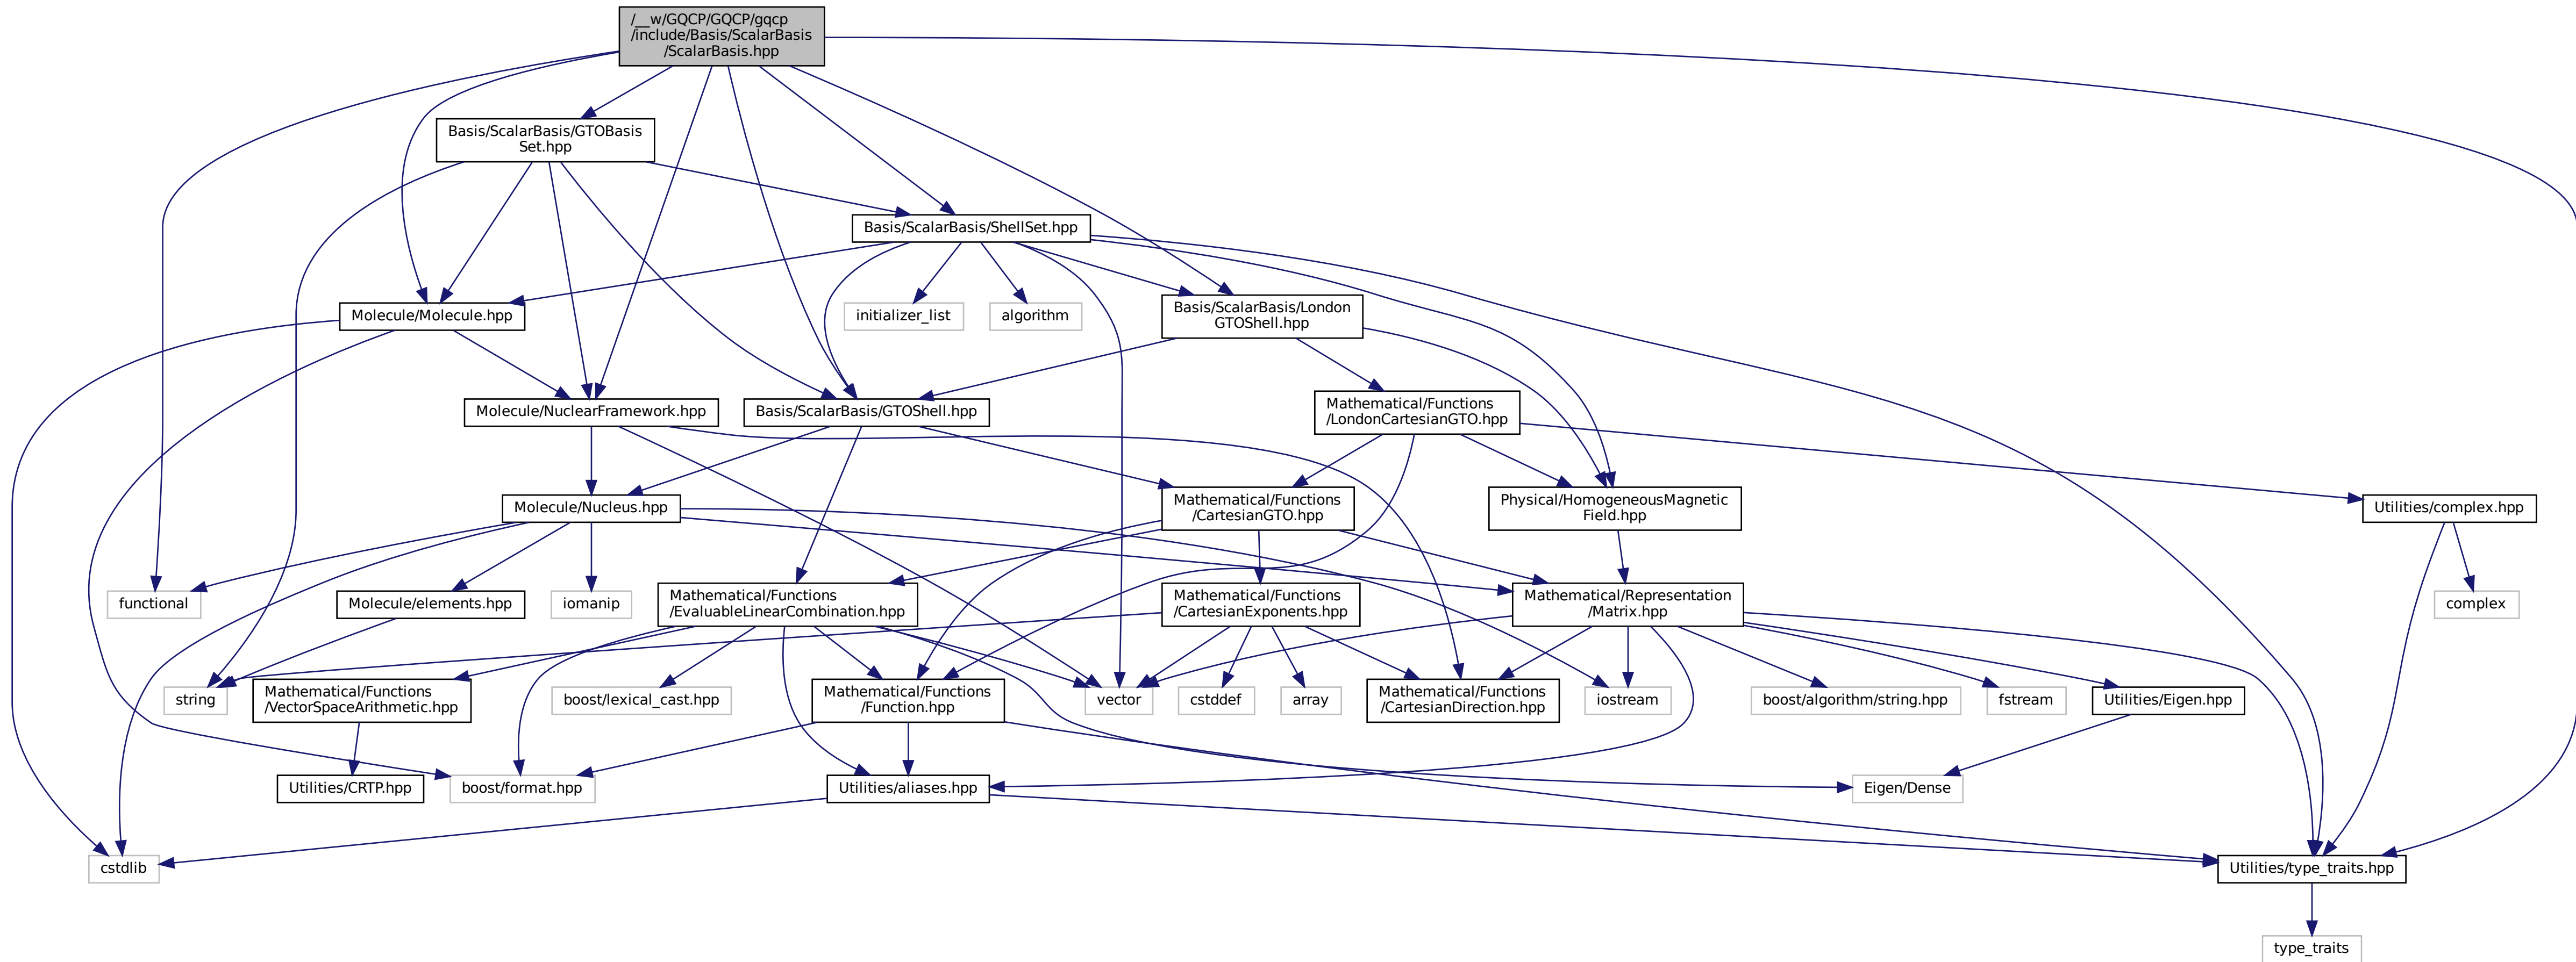 /__w/GQCP/GQCP/gqcp
/include/Basis/ScalarBasis
/ScalarBasis.hpp
Basis/ScalarBasis/GTOBasis
Set.hpp
Basis/ScalarBasis/ShellSet.hpp
Molecule/Molecule.hpp
initializer_list
algorithm
Basis/ScalarBasis/London
GTOShell.hpp
Molecule/NuclearFramework.hpp
Basis/ScalarBasis/GTOShell.hpp
Mathematical/Functions
/LondonCartesianGTO.hpp
Molecule/Nucleus.hpp
Mathematical/Functions
/CartesianGTO.hpp
Physical/HomogeneousMagnetic
Field.hpp
Utilities/complex.hpp
functional
Molecule/elements.hpp
iomanip
Mathematical/Functions
/EvaluableLinearCombination.hpp
Mathematical/Functions
/CartesianExponents.hpp
Mathematical/Representation
/Matrix.hpp
complex
string
Mathematical/Functions
/VectorSpaceArithmetic.hpp
boost/lexical_cast.hpp
Mathematical/Functions
/Function.hpp
vector
cstddef
array
Mathematical/Functions
/CartesianDirection.hpp
iostream
boost/algorithm/string.hpp
fstream
Utilities/Eigen.hpp
Utilities/CRTP.hpp
boost/format.hpp
Utilities/aliases.hpp
Eigen/Dense
cstdlib
Utilities/type_traits.hpp
type_traits